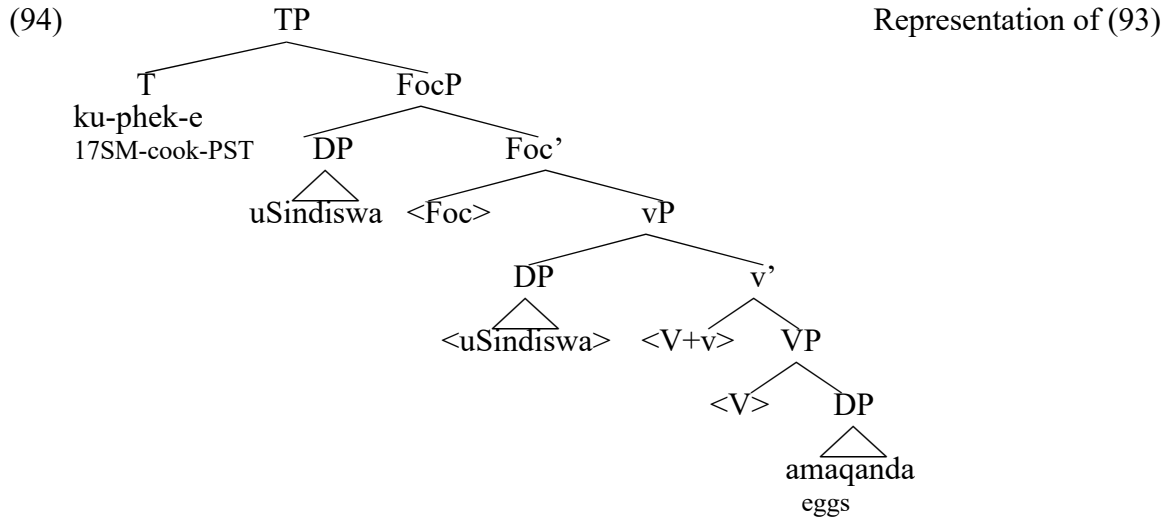 (94) TP Representation of (93)
T FocP
ku-phek-e
17SM-cook-PST DP Foc’
uSindiswa <Foc> vP
DP v’
<uSindiswa> <V+v> VP
<V> DP
amaqanda
eggs